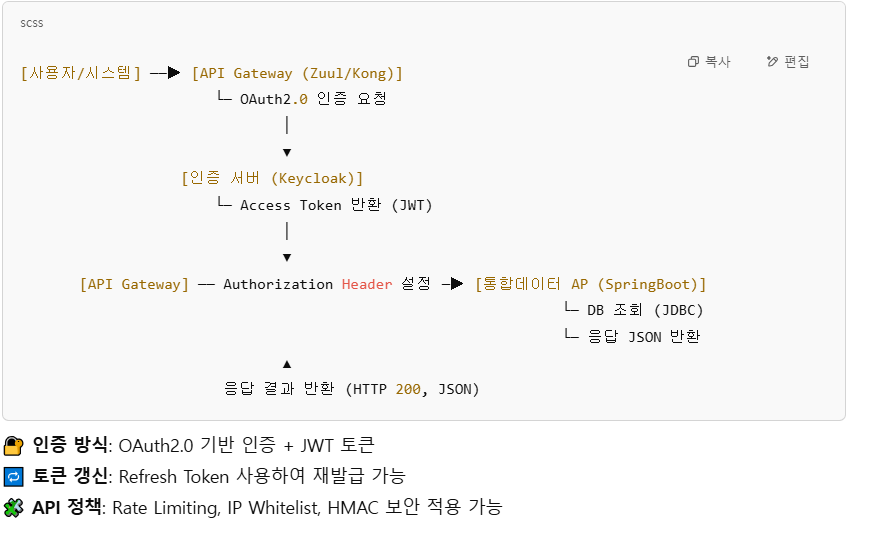 scss
복사 편집
[사용자/시스템] ──▶ [API Gateway (Zuul/Kong)]
└─ OAuth2.0 인증 요청
│
▼
[인증 서버 (Keycloak)]
└─ Access Token 반환 (JWT)
│
▼
[API Gateway] ── Authorization Header 설정 ─▶ [통합데이터 AP (SpringBoot)]
└─ DB 조회 (JDBC)
└─ 응답 JSON 반환
▲
응답 결과 반환 (HTTP 200, JSON)
🔐 인증 방식: OAuth2.0 기반 인증 + JWT 토큰
🔁 토큰 갱신: Refresh Token 사용하여 재발급 가능
🧩 API 정책: Rate Limiting, IP Whitelist, HMAC 보안 적용 가능